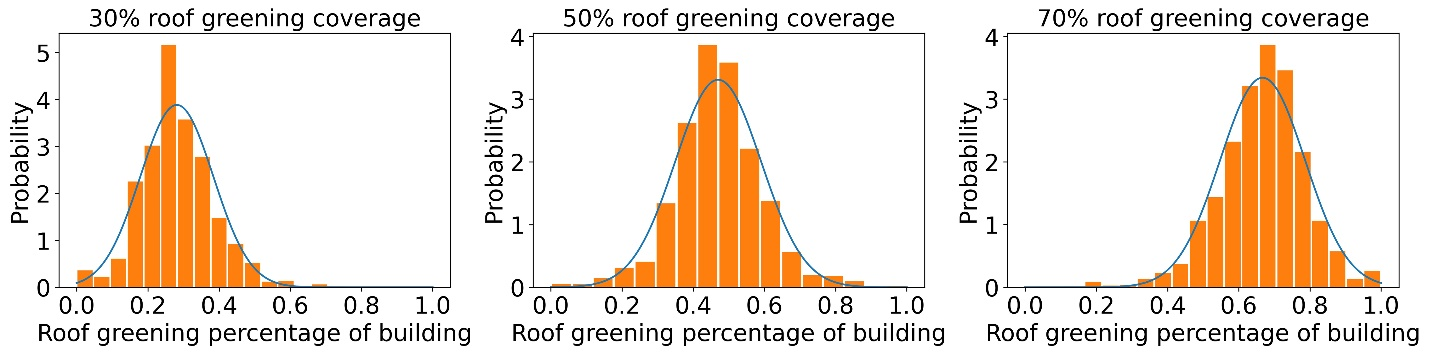 30% roof greening coverage
5
4
3
2
1
0
Probability
0.0 0.2 0.4 0.6 0.8 1.0
Roof greening percentage of building
50% roof greening coverage
4
3
2
1
0
Probability
0.0 0.2 0.4 0.6 0.8 1.0
Roof greening percentage of building
70% roof greening coverage
4
3
2
1
0
Probability
0.0 0.2 0.4 0.6 0.8 1.0
Roof greening percentage of building